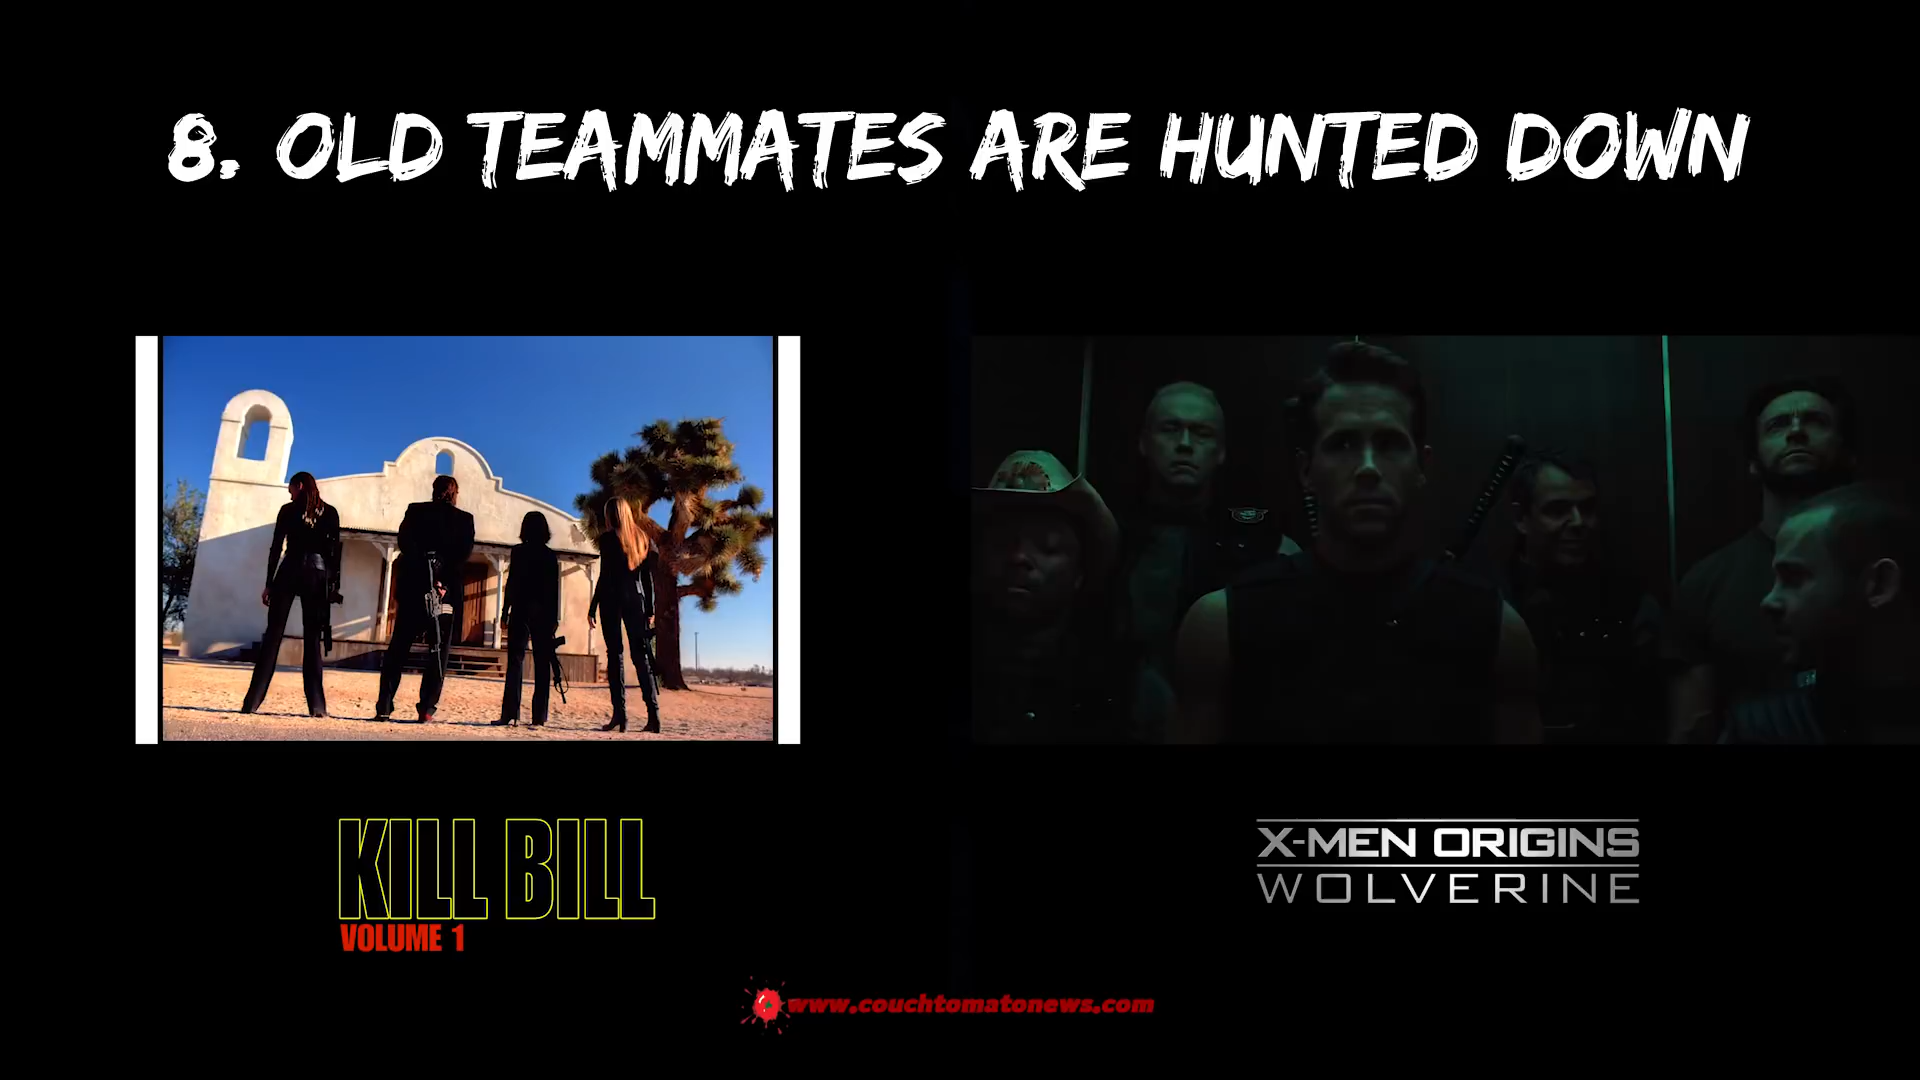 8. OLD TEAMMATES ARE HUNTED DOWN
KILL BILL
VOLUME 1
X-MEN ORIGINS
WOLVERINE
www.couchtomatonews.com